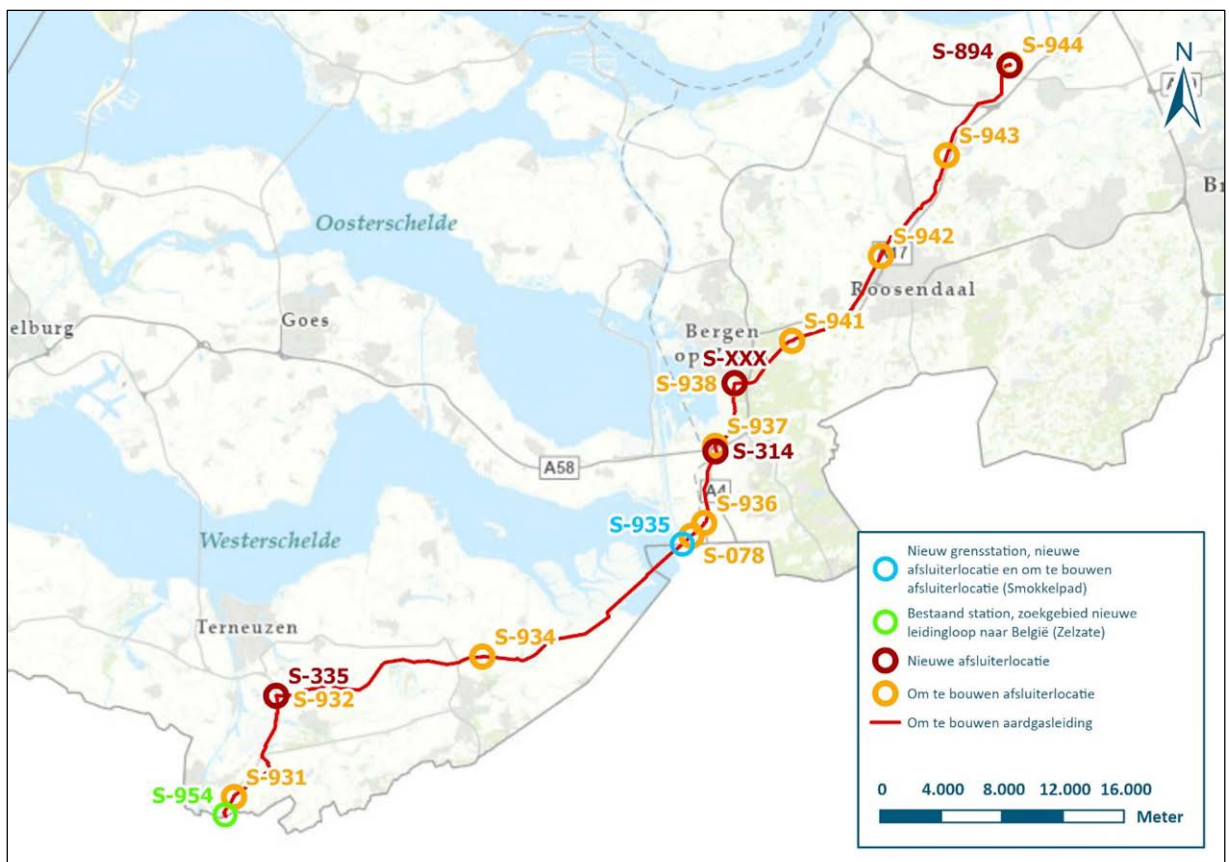 S-894
S-944
N
S-943
Oosterschelde
S-942
Roosendaal
elburg
Goes
S-941
Bergen
S-XXX
S-938
S-937
S-314
A58
A4
S-936
S-935
S-078
Westerschelde
Terneuzen
S-934
S-335
S-932
S-931
S-954
Nieuw grensstation, nieuwe
afsluiterlocatie en om te bouwen
afsluiterlocatie (Smokkelpad)
Bestaand station, zoekgebied nieuwe
leidingloop naar België (Zelzate)
Nieuwe afsluiterlocatie
Om te bouwen afsluiterlocatie
Om te bouwen aardgasleiding
0 4.000 8.000 12.000 16.000
Meter